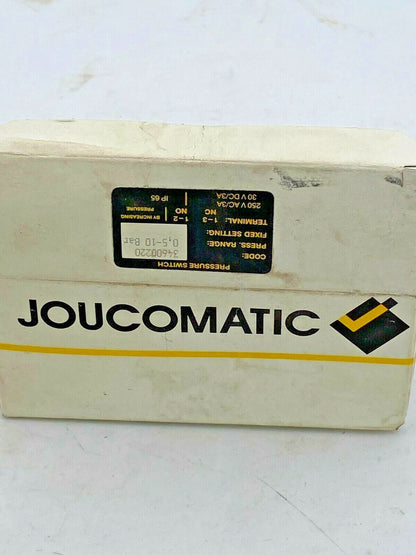 PRESSURE SWITCH
CODE: 34600220
PRESS. RANGE: 0,5-10 Bar
FIXED SETTING:
TERMINAL: 1-3 1-2 BY INCREASING
NC NO PRESSURE
250 V AC/3A IP 65
30 V DC/3A
JOUCOMATIC